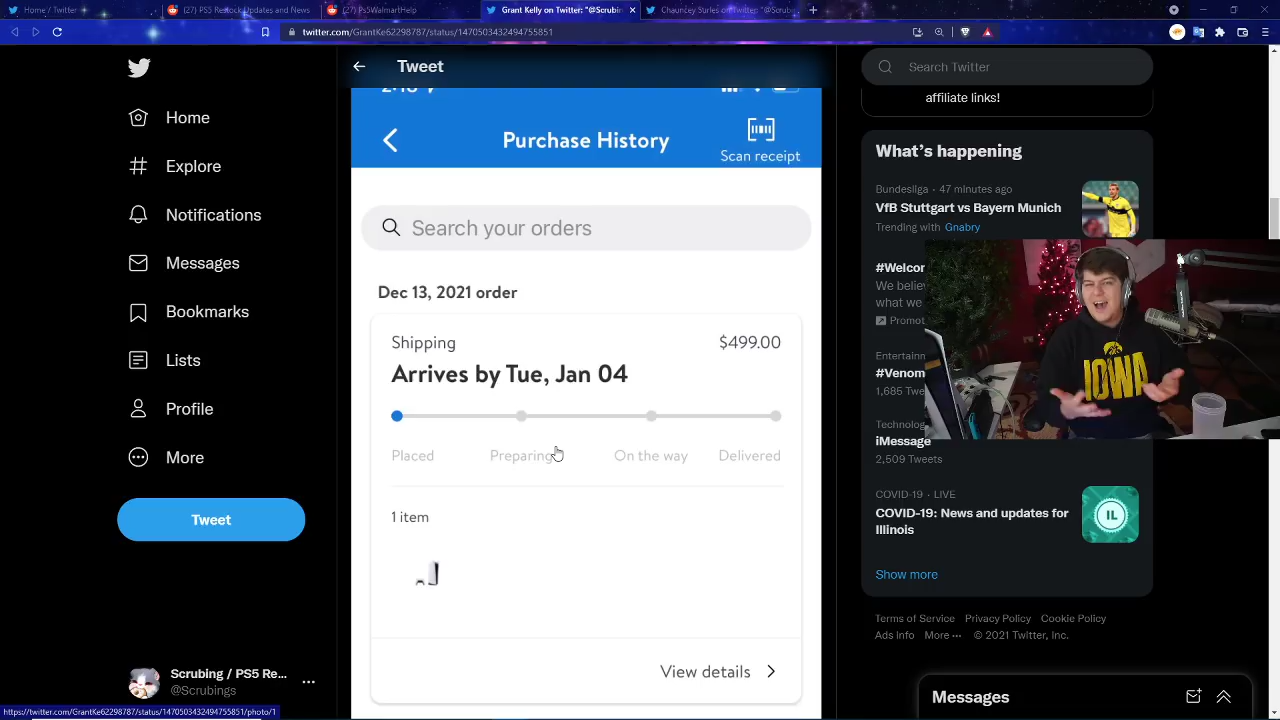 Home / Twitter
(27) PS5 Restock Updates and News
(27) Ps5WalmartHelp
Grant Kelly on Twitter: "@Scrubin
Chauncey Surles on Twitter: "@Scrubin
twitter.com/GrantKe62298787/status/1470503432494755851
Home
Explore
Notifications
Messages
Bookmarks
Lists
Profile
More
Tweet
Scrubing / PS5 Re...
@Scrubings
https://twitter.com/GrantKe62298787/status/1470503432494755851/photo/1
Tweet
Purchase History
Scan receipt
Search your orders
Dec 13, 2021 order
Shipping
$499.00
Arrives by Tue, Jan 04
Placed
Preparing
On the way
Delivered
1 item
View details
Search Twitter
affiliate links!
What's happening
Bundesliga · 47 minutes ago
VfB Stuttgart vs Bayern Munich
Trending with Gnabry
#Welcor
We believ
what we
Promot
Entertainm
#Venom
1,685 Twe
IOWA
Technolog
iMessage
2,509 Tweets
COVID-19 · LIVE
COVID-19: News and updates for
Illinois
IL
Show more
Terms of Service Privacy Policy Cookie Policy
Ads info More ··· © 2021 Twitter, Inc.
Messages